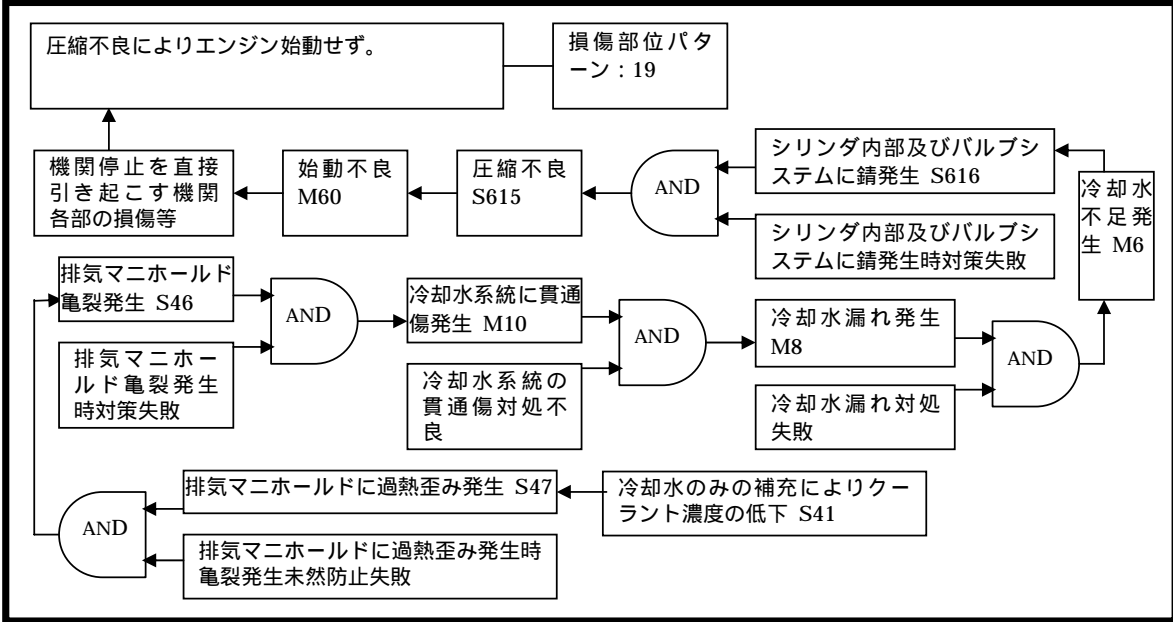 圧縮不良によりエンジン始動せず。
損傷部位パタ
ーン：19
機関停止を直接
引き起こす機関
各部の損傷等
始動不良
M60
圧縮不良
S615
AND
シリンダ内部及びバルブシ
ステムに錆発生 S616
シリンダ内部及びバルブシ
ステムに錆発生時対策失敗
冷却水
不足発
生 M6
排気マニホールド
亀裂発生 S46
排気マニホー
ルド亀裂発生
時対策失敗
AND
冷却水系統に貫通
傷発生 M10
冷却水系統の
貫通傷対処不
良
AND
冷却水漏れ発生
M8
冷却水漏れ対処
失敗
AND
AND
排気マニホールドに過熱歪み発生 S47
排気マニホールドに過熱歪み発生時
亀裂発生未然防止失敗
冷却水のみの補充によりクー
ラント濃度の低下 S41